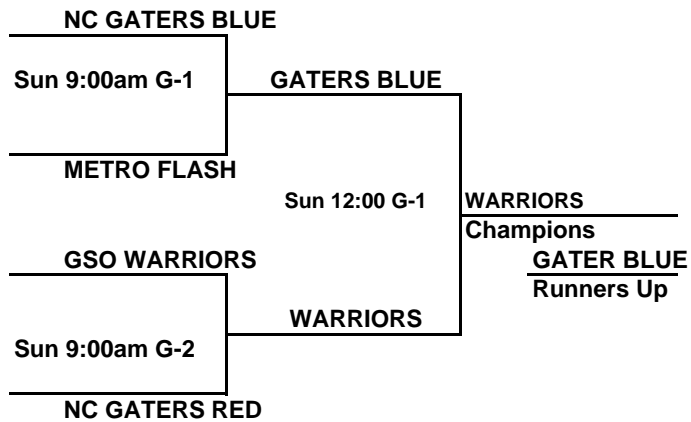 NC GATERS BLUE
Sun 9:00am G-1
GATERS BLUE
METRO FLASH
Sun 12:00 G-1
WARRIORS
Champions
GSO WARRIORS
GATER BLUE
Runners Up
WARRIORS
Sun 9:00am G-2
NC GATERS RED